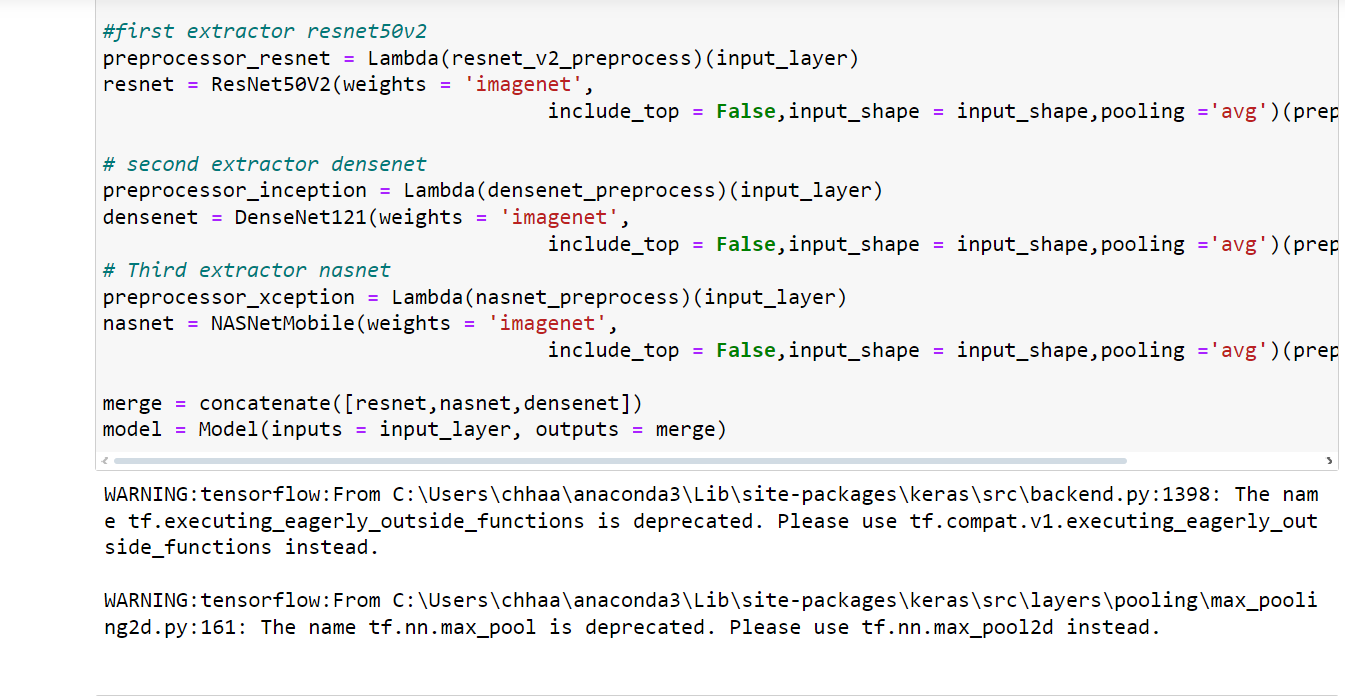 #first extractor resnet50v2
preprocessor_resnet = Lambda(resnet_v2_preprocess)(input_layer)
resnet = ResNet50V2(weights = 'imagenet',
include_top = False,input_shape = input_shape,pooling ='avg')(prep
# second extractor densenet
preprocessor_inception = Lambda(densenet_preprocess)(input_layer)
densenet = DenseNet121(weights = 'imagenet',
include_top = False,input_shape = input_shape,pooling ='avg')(prep
# Third extractor nasnet
preprocessor_xception = Lambda(nasnet_preprocess)(input_layer)
nasnet = NASNetMobile(weights = 'imagenet',
include_top = False,input_shape = input_shape,pooling ='avg')(prep
merge = concatenate([resnet,nasnet,densenet])
model = Model(inputs = input_layer, outputs = merge)
WARNING:tensorflow:From C:\Users\chhaa\anaconda3\Lib\site-packages\keras\src\backend.py:1398: The nam
e tf.executing_eagerly_outside_functions is deprecated. Please use tf.compat.v1.executing_eagerly_out
side_functions instead.
WARNING:tensorflow:From C:\Users\chhaa\anaconda3\Lib\site-packages\keras\src\layers\pooling\max_pooli
ng2d.py:161: The name tf.nn.max_pool is deprecated. Please use tf.nn.max_pool2d instead.